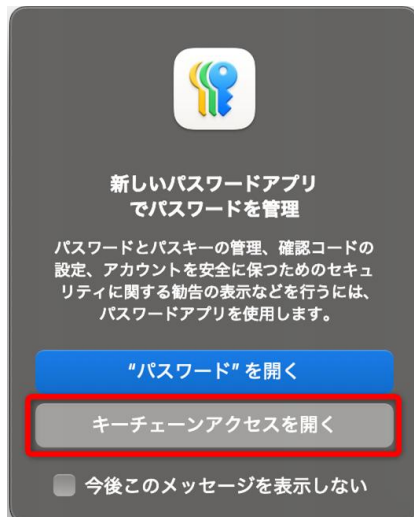 新しいパスワードアプリ
でパスワードを管理
パスワードとパスキーの管理、確認コードの
設定、アカウントを安全に保つためのセキュ
リティに関する勧告の表示などを行うには、
パスワードアプリを使用します。
“パスワード” を開く
キーチェーンアクセスを開く
今後このメッセージを表示しない